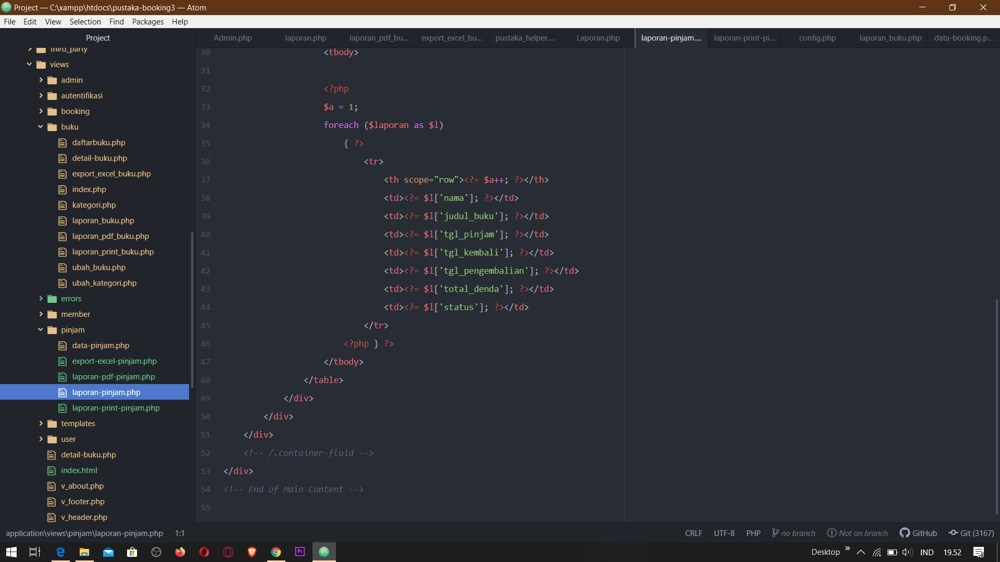 Project — C:\xampp\htdocs\pustaka-booking3 — Atom
File Edit View Selection Find Packages Help
Project
third_party
views
admin
autentifikasi
booking
buku
daftarbuku.php
detail-buku.php
export_excel_buku.php
index.php
kategori.php
laporan_buku.php
laporan_pdf_buku.php
laporan_print_buku.php
ubah_buku.php
ubah_kategori.php
errors
member
pinjam
data-pinjam.php
export-excel-pinjam.php
laporan-pdf-pinjam.php
laporan-pinjam.php
laporan-print-pinjam.php
templates
user
detail-buku.php
index.html
v_about.php
v_footer.php
v_header.php
Admin.php laporan.php laporan_pdf_bu... export_excel_bu... pustaka_helper.... Laporan.php laporan-pinjam.... laporan-print-pi... config.php laporan_buku.php data-booking.p...
30 <tbody>
31
32 <?php
33 $a = 1;
34 foreach ($laporan as $l)
35 { ?>
36 <tr>
37 <th scope="row"><?= $a++; ?></th>
38 <td><?= $l['nama']; ?></td>
39 <td><?= $l['judul_buku']; ?></td>
40 <td><?= $l['tgl_pinjam']; ?></td>
41 <td><?= $l['tgl_kembali']; ?></td>
42 <td><?= $l['tgl_pengembalian']; ?></td>
43 <td><?= $l['total_denda']; ?></td>
44 <td><?= $l['status']; ?></td>
45 </tr>
46 <?php } ?>
47 </tbody>
48 </table>
49 </div>
50 </div>
51 </div>
52 <!-- /.container-fluid -->
53 </div>
54 <!-- End of Main Content -->
55
application\views\pinjam\laporan-pinjam.php 1:1 CRLF UTF-8 PHP no branch Not on branch GitHub Git (3167)
Pr Desktop » IND 19.52